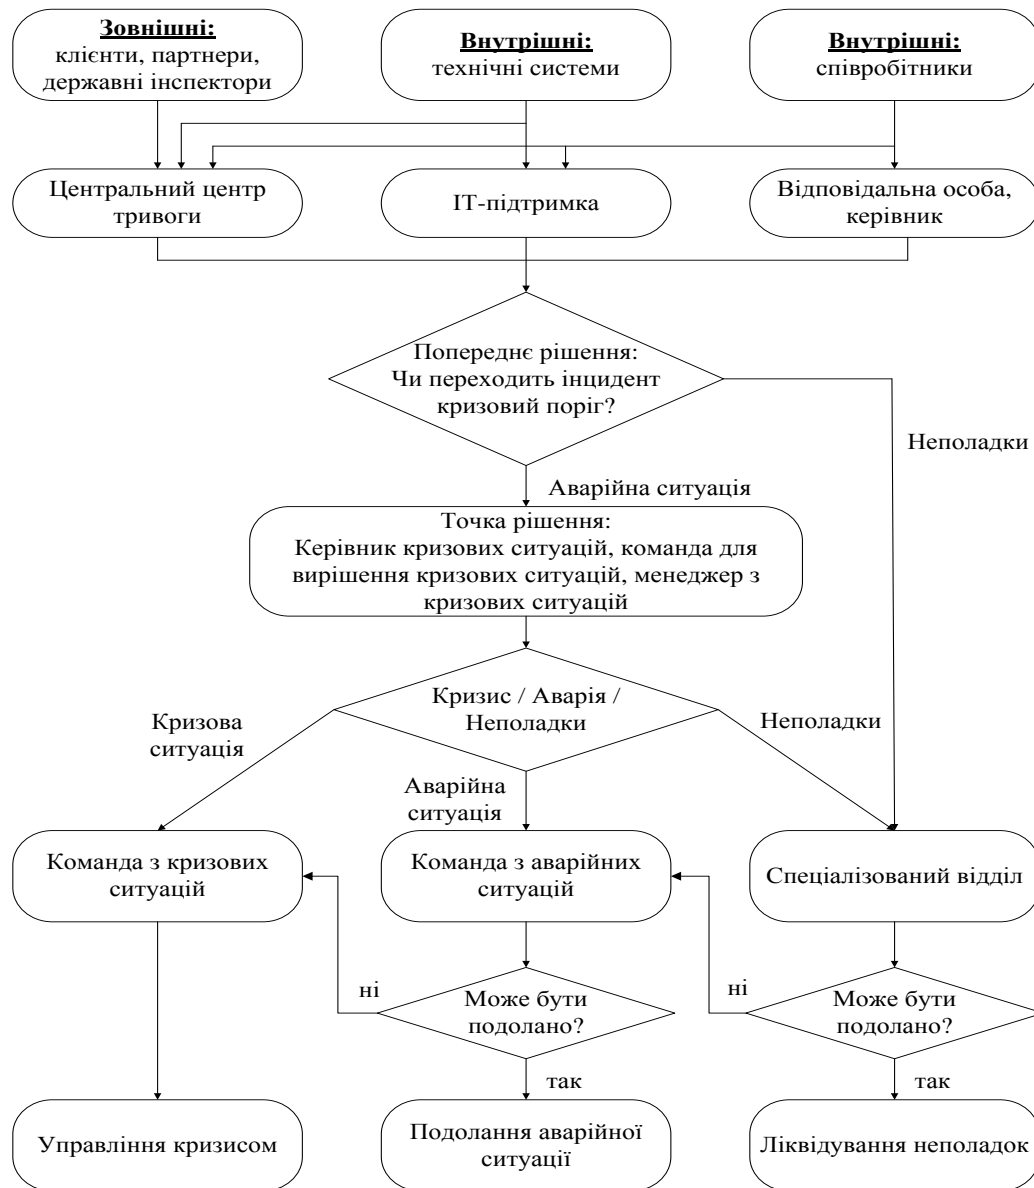 Зовнішні:
клієнти, партнери,
державні інспектори
Внутрішні:
технічні системи
Внутрішні:
співробітники
Центральний центр
тривоги
ІТ-підтримка
Відповідальна особа,
керівник
Попереднє рішення:
Чи переходить інцидент
кризовий поріг?
Неполадки
Аварійна ситуація
Точка рішення:
Керівник кризових ситуацій, команда для
вирішення кризових ситуацій, менеджер з
кризових ситуацій
Кризис / Аварія /
Неполадки
Кризова
ситуація
Неполадки
Аварійна
ситуація
Команда з кризових
ситуацій
Команда з аварійних
ситуацій
Спеціалізований відділ
ні
Може бути
подолано?
ні
Може бути
подолано?
так
так
Управління кризисом
Подолання аварійної
ситуації
Ліквідування неполадок